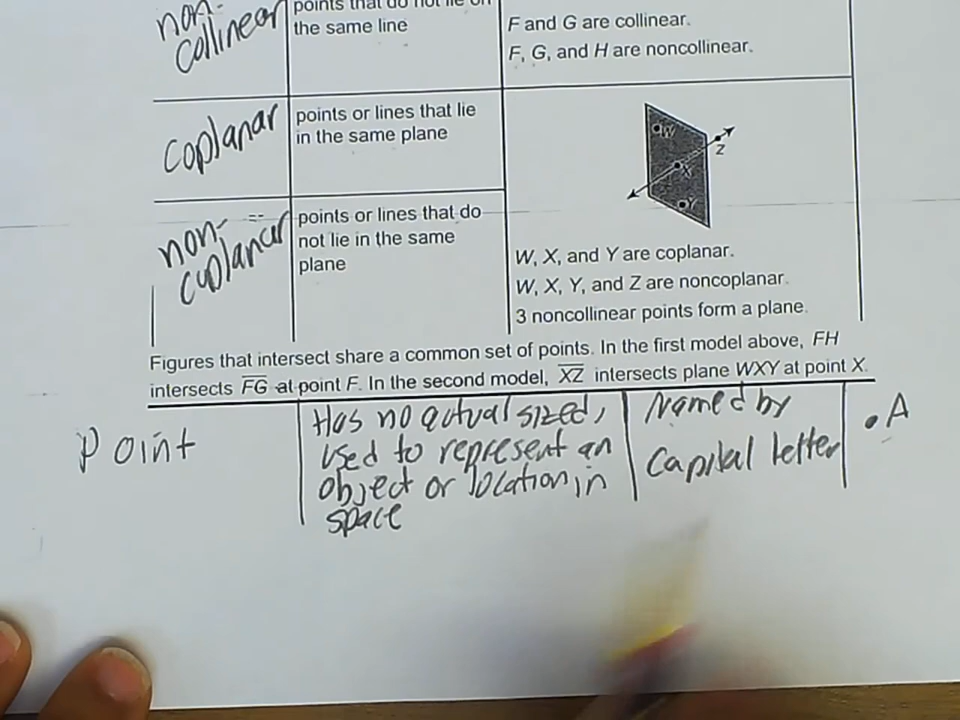 non-
collinear
points that do not lie on
the same line
F and G are collinear.
F, G, and H are noncollinear.
coplanar
points or lines that lie
in the same plane
W
Z
X
Y
non-
coplanar
points or lines that do
not lie in the same
plane
W, X, and Y are coplanar.
W, X, Y, and Z are noncoplanar.
3 noncollinear points form a plane.
Figures that intersect share a common set of points. In the first model above, FH
intersects FG at point F. In the second model, XZ intersects plane WXY at point X.
Point
Has no actual sized,
used to represent an
object or location in
space
Named by
capital letter
. A